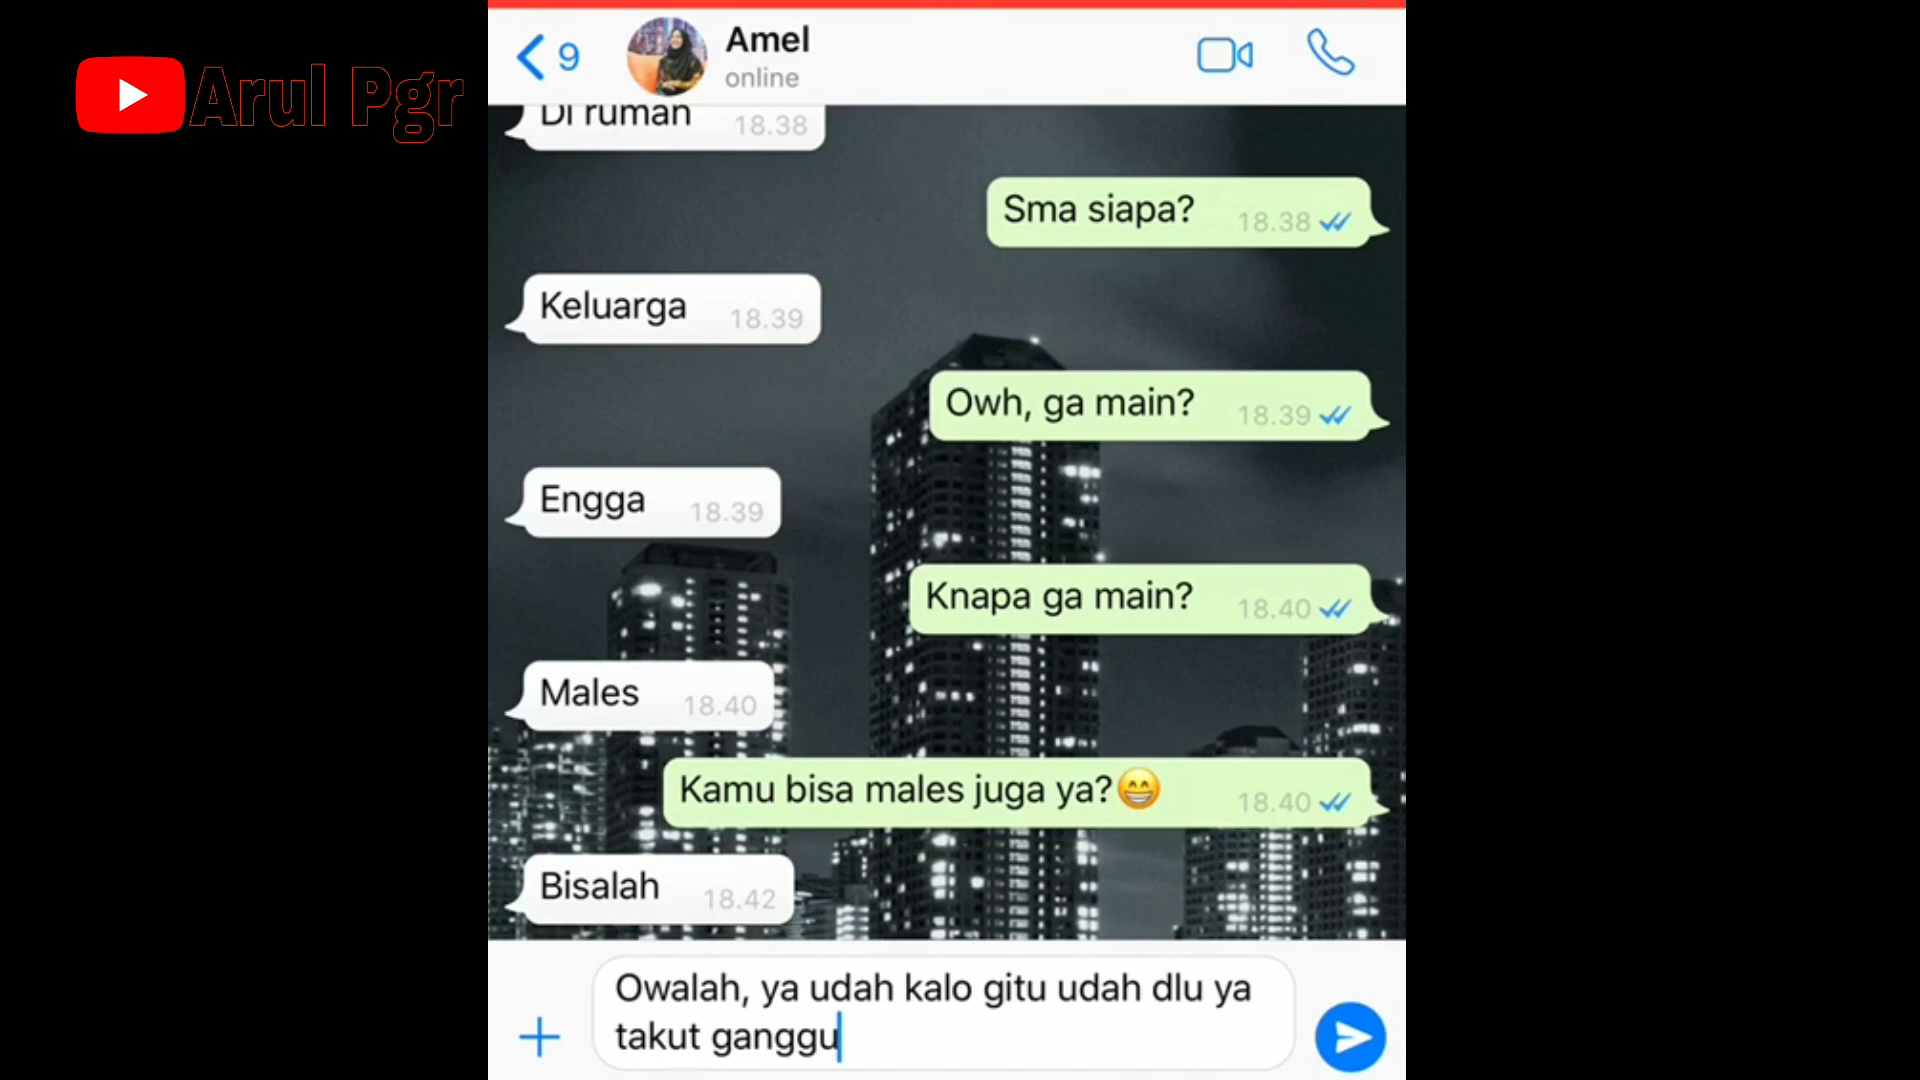 Arul Pgr
9
Amel
online
Di rumah 18.38
Sma siapa? 18.38
Keluarga 18.39
Owh, ga main? 18.39
Engga 18.39
Knapa ga main? 18.40
Males 18.40
Kamu bisa males juga ya?😁 18.40
Bisalah 18.42
Owalah, ya udah kalo gitu udah dlu ya
takut ganggu